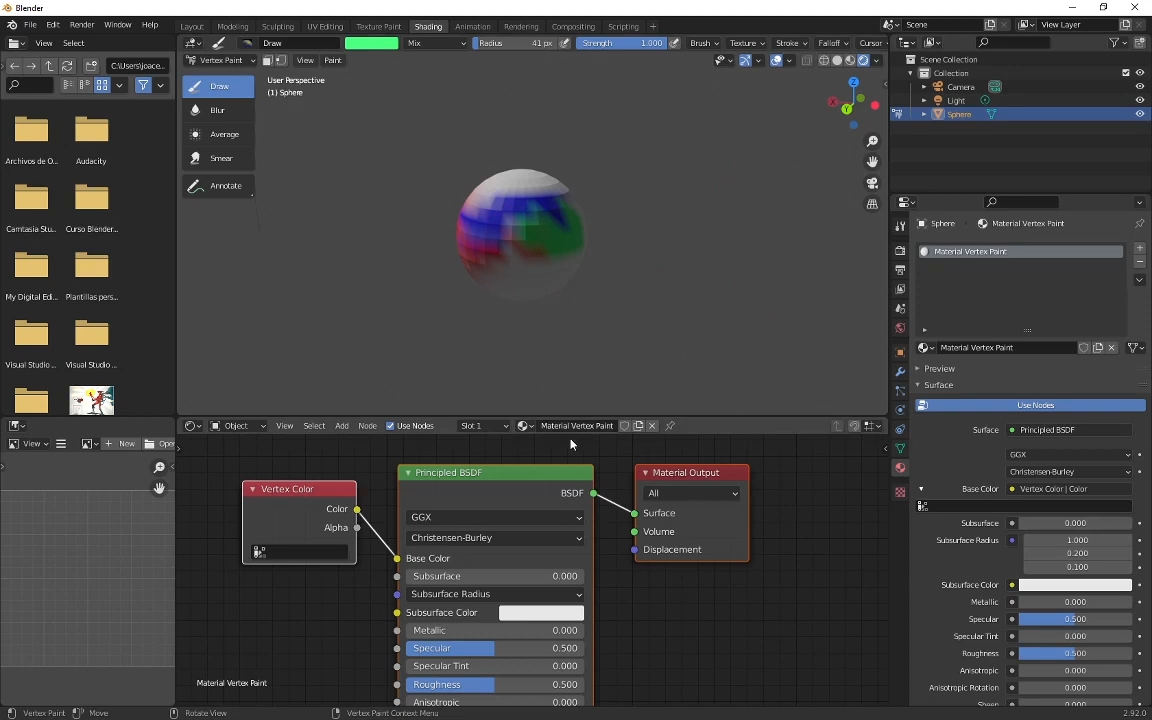 Blender
File Edit Render Window Help
Layout Modeling Sculpting UV Editing Texture Paint Shading Animation Rendering Compositing Scripting +
Scene
View Layer
View Select
Draw
Mix
Radius 41 px
Strength 1.000
Brush Texture Stroke Falloff Cursor
C:\Users\joace...
Vertex Paint View Paint
Archivos de O... Audacity
Camtasia Stu... Curso Blender...
My Digital Edi... Plantillas pers...
Visual Studio ... Visual Studio ...
Draw
Blur
Average
Smear
Annotate
User Perspective
(1) Sphere
X
Y
Z
Scene Collection
Collection
Camera
Light
Sphere
Sphere Material Vertex Paint
Material Vertex Paint
Material Vertex Paint
Preview
Surface
Use Nodes
Surface Principled BSDF
GGX
Christensen-Burley
Base Color Vertex Color | Color
Subsurface 0.000
Subsurface Radius 1.000
0.200
0.100
Subsurface Color
Metallic 0.000
Specular 0.500
Specular Tint 0.000
Roughness 0.500
Anisotropic 0.000
Anisotropic Rotation 0.000
View + New Oper
Object View Select Add Node Use Nodes Slot 1 Material Vertex Paint
Vertex Color
Color
Alpha
Principled BSDF
BSDF
GGX
Christensen-Burley
Base Color
Subsurface 0.000
Subsurface Radius
Subsurface Color
Metallic 0.000
Specular 0.500
Specular Tint 0.000
Roughness 0.500
Anisotropic 0.000
Material Output
All
Surface
Volume
Displacement
Material Vertex Paint
Vertex Paint Move Rotate View Vertex Paint Context Menu 2.92.0